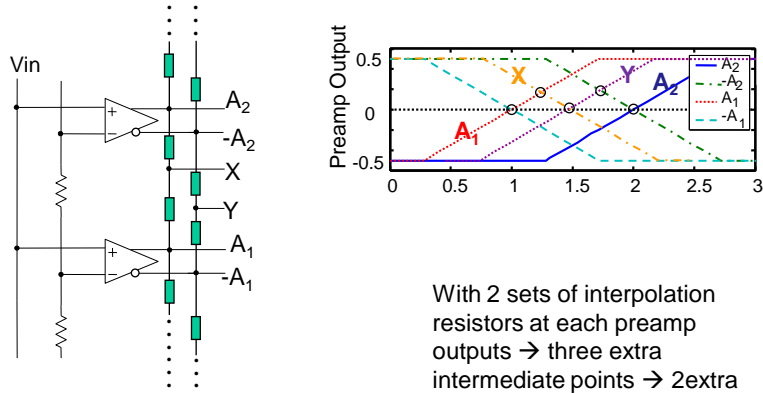 Vin
A2
-A2
X
Y
A1
-A1
+
−
+
−
Preamp Output
0.5
0
-0.5
0 0.5 1 1.5 2 2.5 3
X
Y
A1
A2
A2
-A2
A1
-A1
With 2 sets of interpolation
resistors at each preamp
outputs → three extra
intermediate points → 2extra